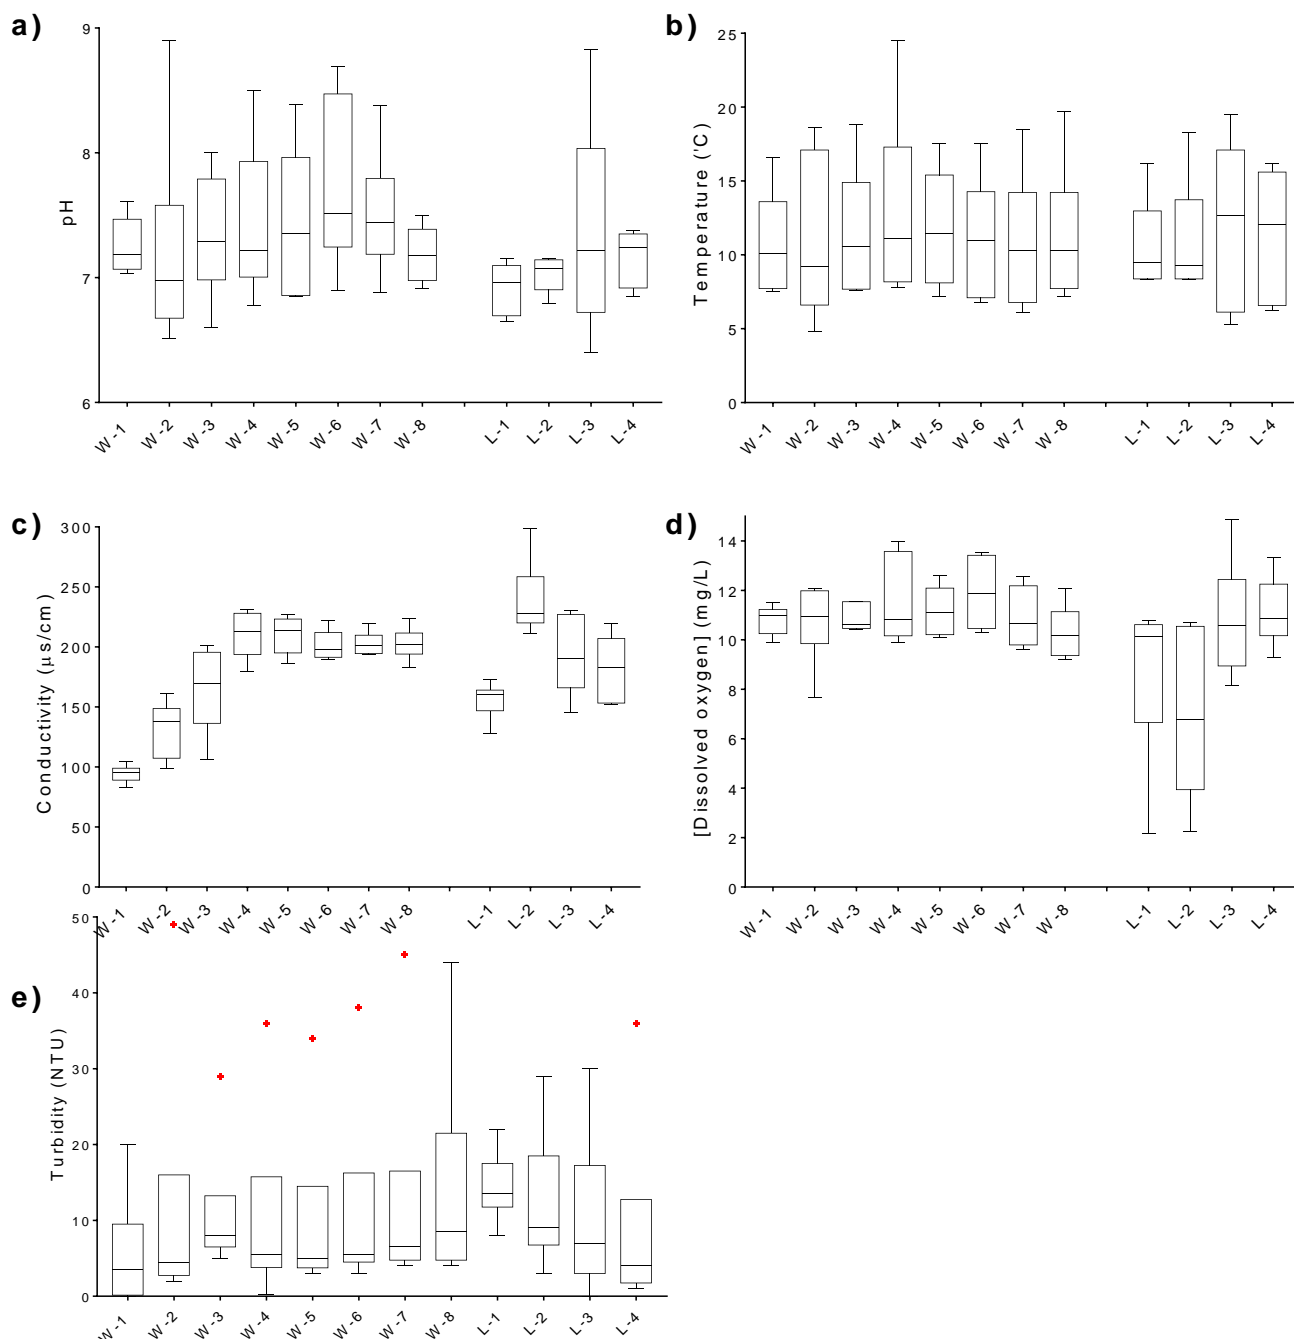 a)
9
8
7
6
pH
W-1 W-2 W-3 W-4 W-5 W-6 W-7 W-8 L-1 L-2 L-3 L-4
b)
25
20
15
10
5
0
Temperature ('C)
W-1 W-2 W-3 W-4 W-5 W-6 W-7 W-8 L-1 L-2 L-3 L-4
c)
300
250
200
150
100
50
0
Conductivity (μs/cm)
W-1 W-2 W-3 W-4 W-5 W-6 W-7 W-8 L-1 L-2 L-3 L-4
d)
14
12
10
8
6
4
2
0
[Dissolved oxygen] (mg/L)
W-1 W-2 W-3 W-4 W-5 W-6 W-7 W-8 L-1 L-2 L-3 L-4
e)
50
40
30
20
10
0
Turbidity (NTU)
W-1 W-2 W-3 W-4 W-5 W-6 W-7 W-8 L-1 L-2 L-3 L-4